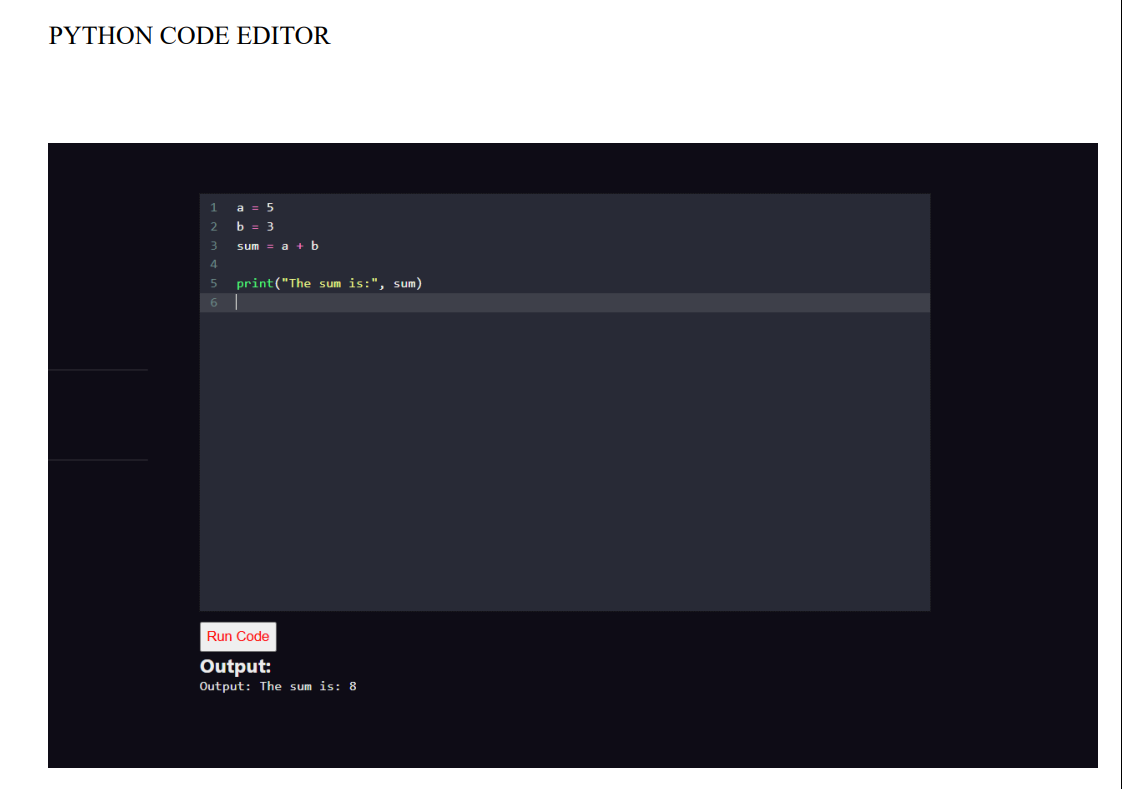 PYTHON CODE EDITOR
1 a = 5
2 b = 3
3 sum = a + b
4
5 print("The sum is:", sum)
6
Run Code
Output:
Output: The sum is: 8